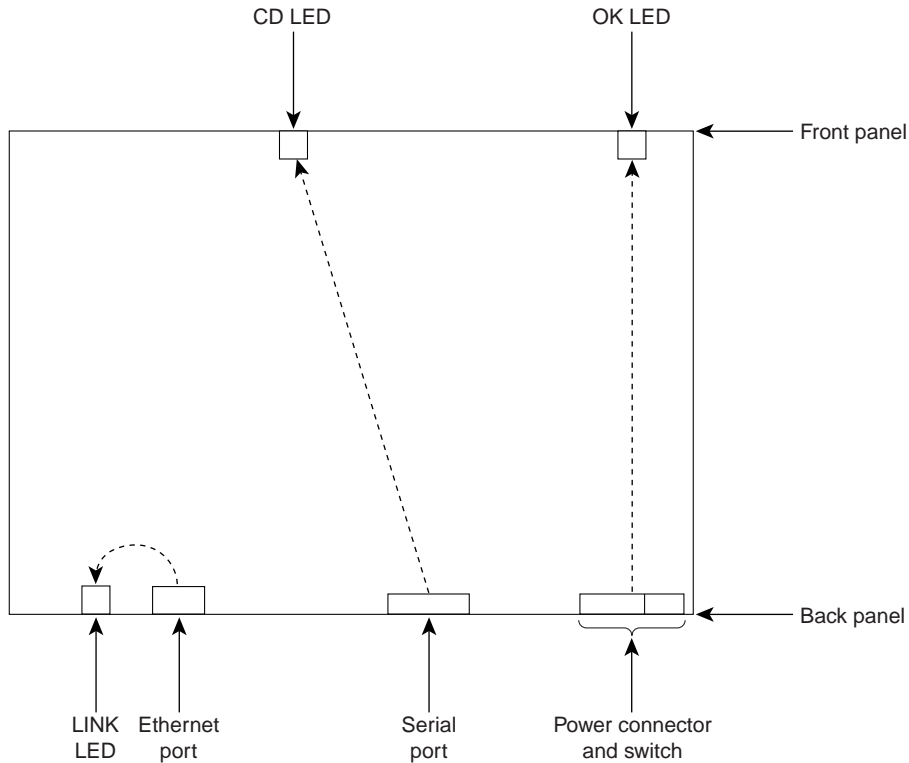 CD LED
OK LED
Front panel
Back panel
LINK
LED
Ethernet
port
Serial
port
Power connector
and switch